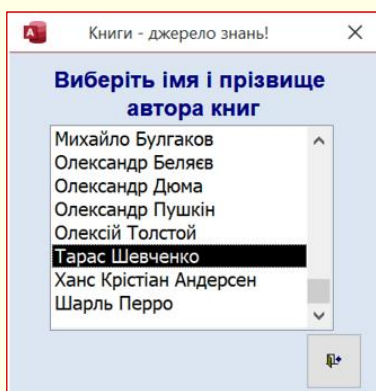 Книги - джерело знань!
Виберіть імя і прізвище
автора книг
Михайло Булгаков
Олександр Беляєв
Олександр Дюма
Олександр Пушкін
Олексій Толстой
Тарас Шевченко
Ханс Крістіан Андерсен
Шарль Перро